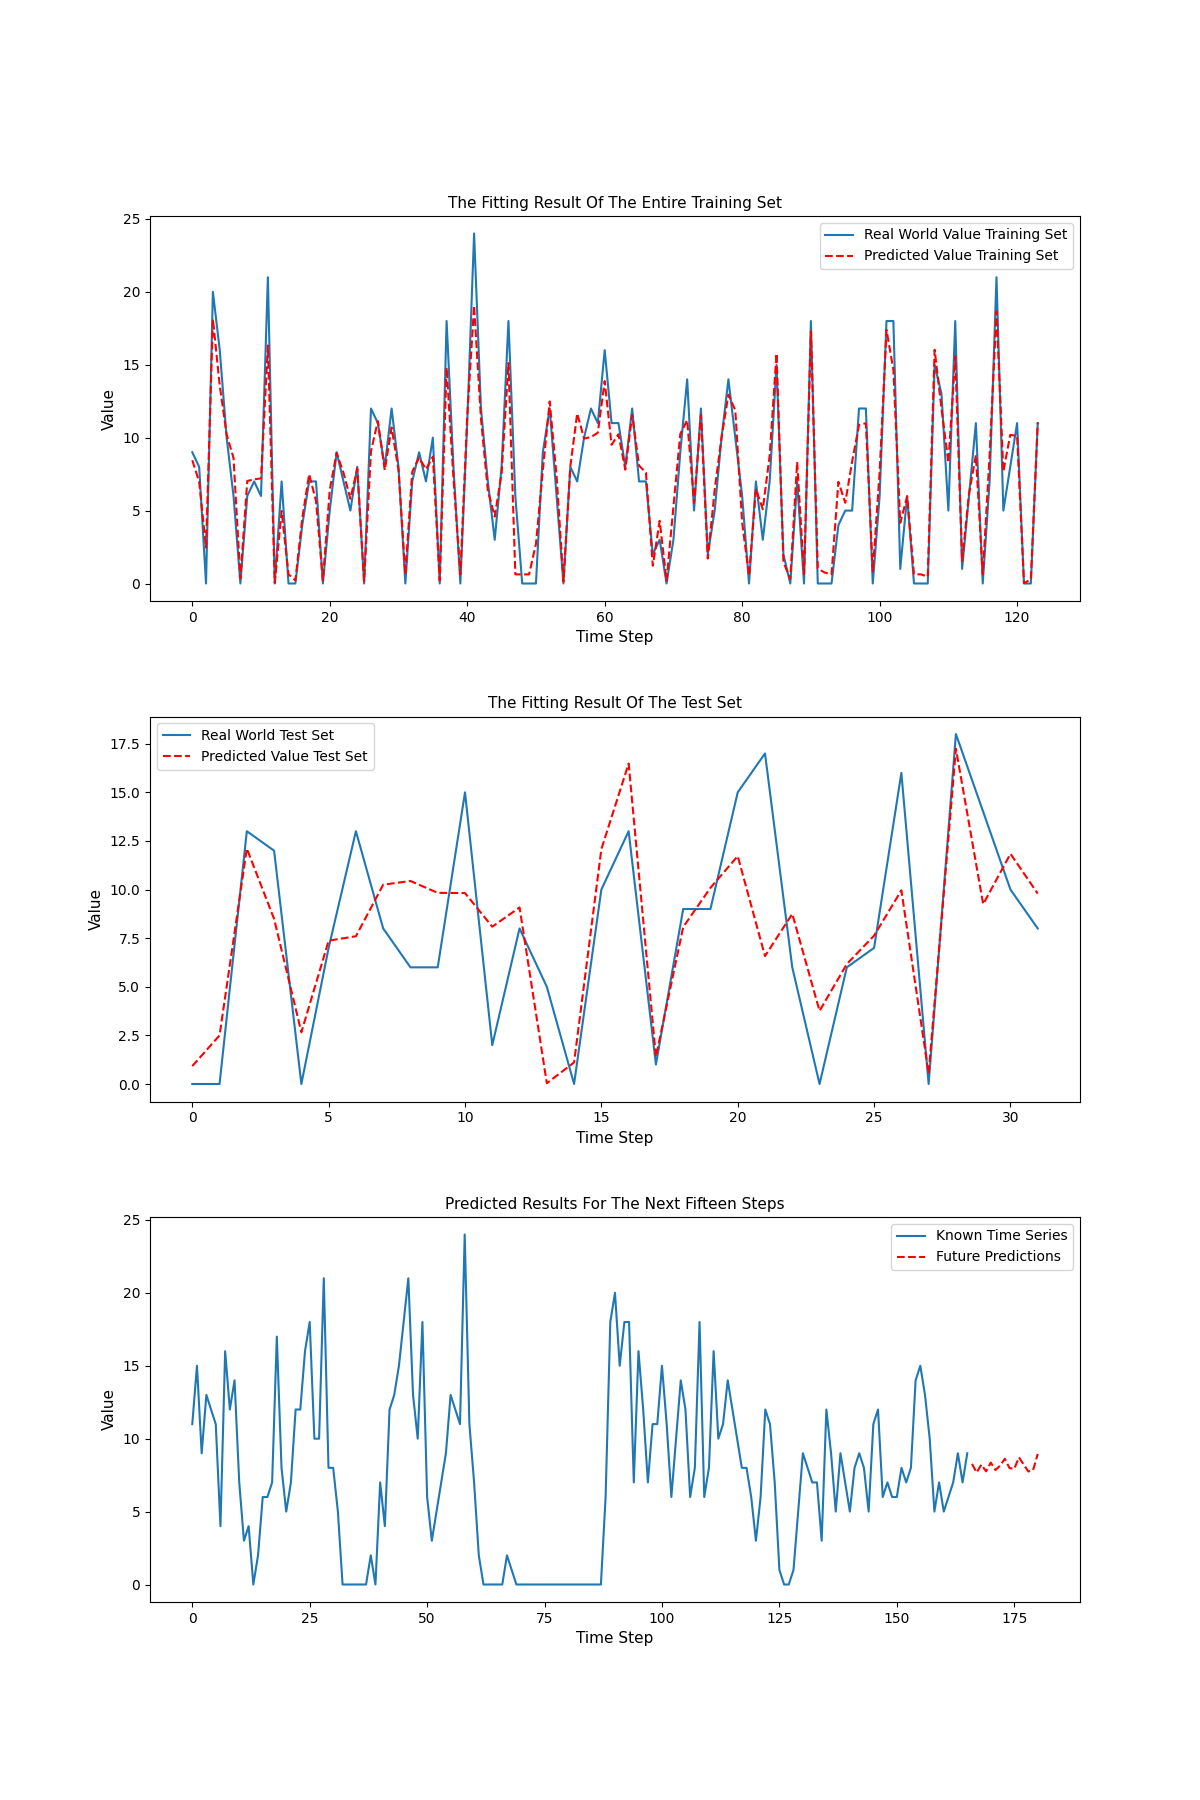 The Fitting Result Of The Entire Training Set
25
20
15
10
5
0
Value
Real World Value Training Set
Predicted Value Training Set
0 20 40 60 80 100 120
Time Step
The Fitting Result Of The Test Set
17.5
15.0
12.5
10.0
7.5
5.0
2.5
0.0
Value
Real World Test Set
Predicted Value Test Set
0 5 10 15 20 25 30
Time Step
Predicted Results For The Next Fifteen Steps
25
20
15
10
5
0
Value
Known Time Series
Future Predictions
0 25 50 75 100 125 150 175
Time Step